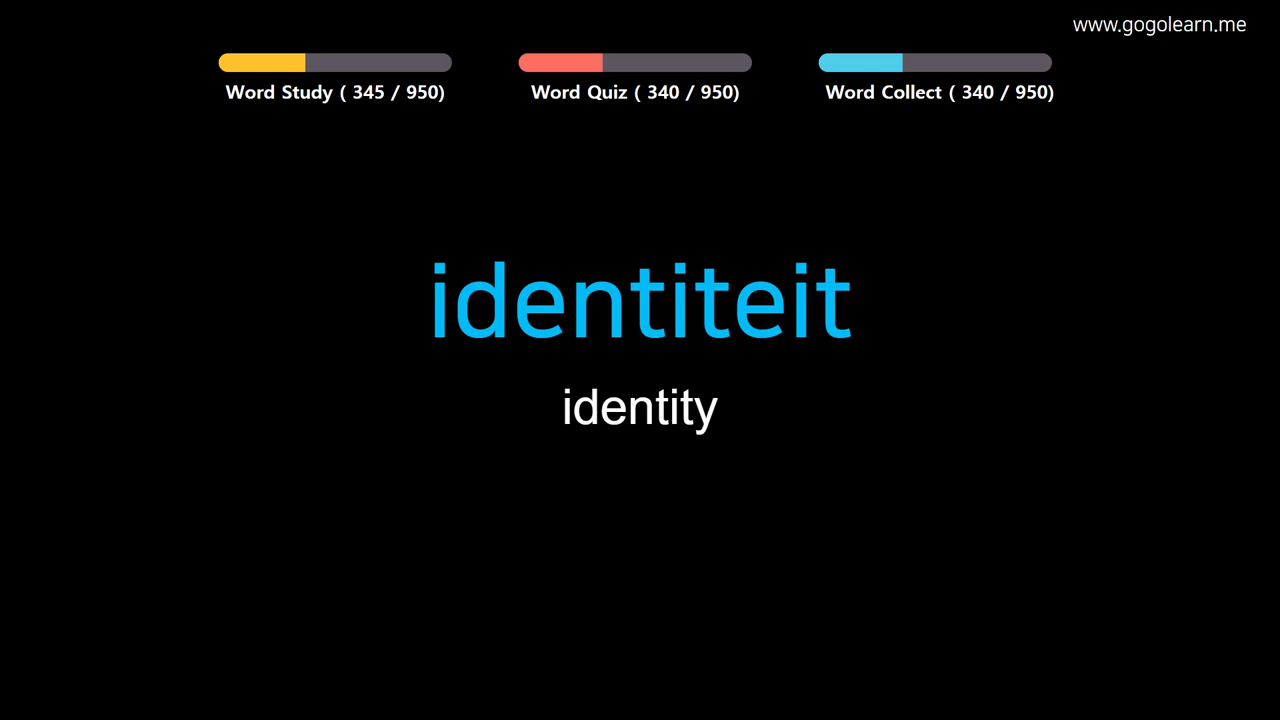 www.gogolearn.me
Word Study ( 345 / 950)
Word Quiz ( 340 / 950)
Word Collect ( 340 / 950)
identiteit
identity